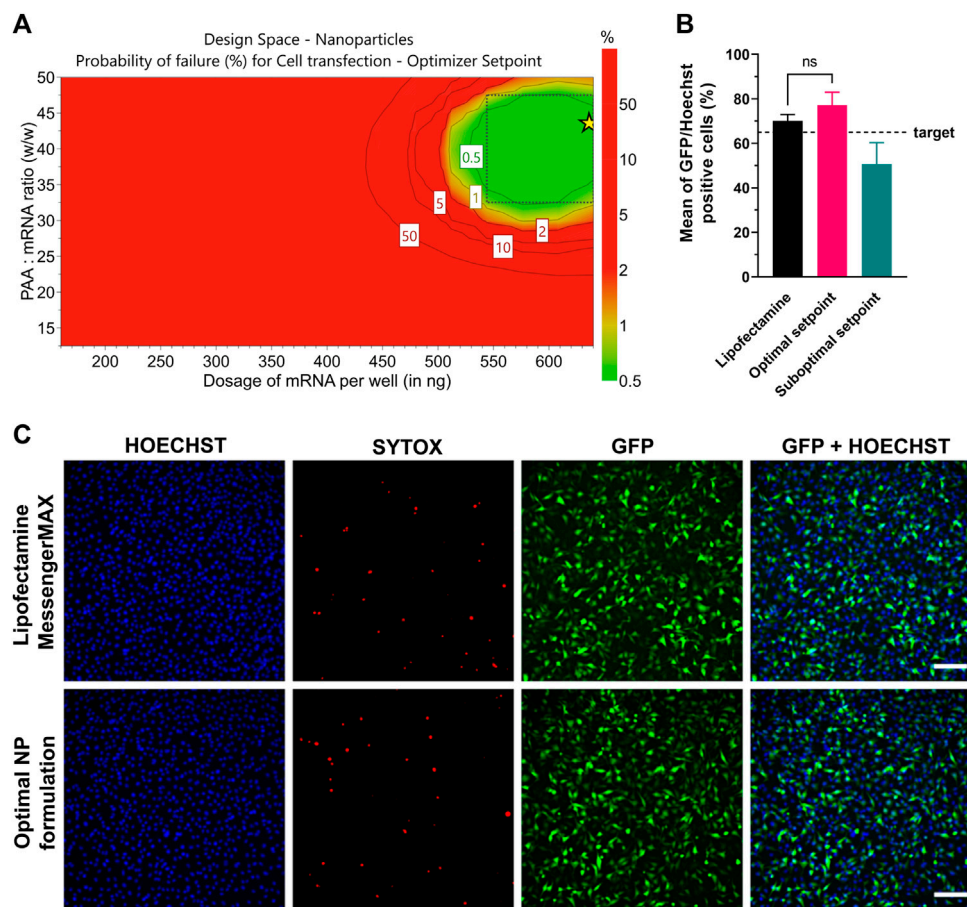 A
Design Space - Nanoparticles
Probability of failure (%) for Cell transfection - Optimizer Setpoint
%
50
45
40
35
30
25
20
15
PAA : mRNA ratio (w/w)
0.5
1
5
2
10
50
200 250 300 350 400 450 500 550 600
Dosage of mRNA per well (in ng)
50
10
5
2
1
0.5
B
100
80
60
40
20
0
Mean of GFP/Hoechst
positive cells (%)
ns
target
Lipofectamine
Optimal setpoint
Suboptimal setpoint
C
HOECHST SYTOX GFP GFP + HOECHST
Lipofectamine
MessengerMAX
Optimal NP
formulation